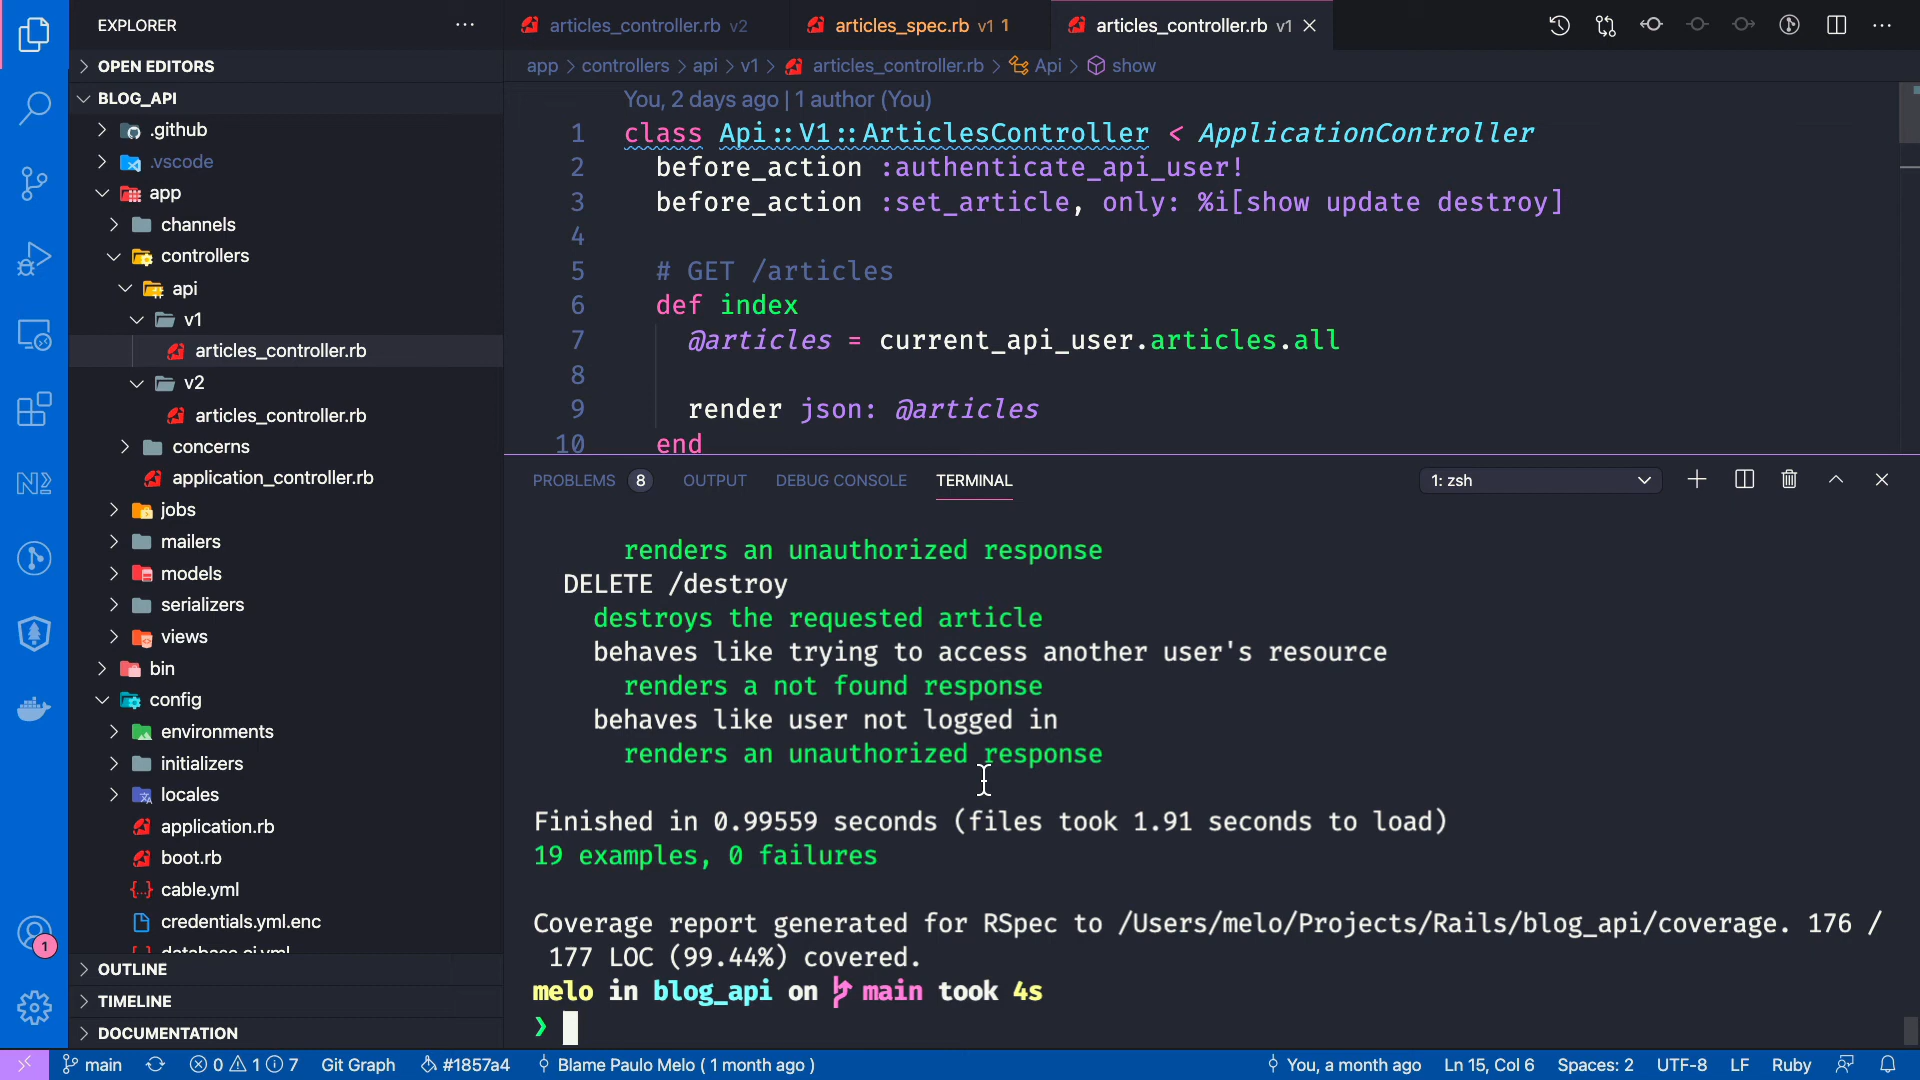 EXPLORER
OPEN EDITORS
BLOG_API
.github
.vscode
app
channels
controllers
api
v1
articles_controller.rb
v2
articles_controller.rb
concerns
application_controller.rb
jobs
mailers
models
serializers
views
bin
config
environments
initializers
locales
application.rb
boot.rb
cable.yml
credentials.yml.enc
OUTLINE
TIMELINE
DOCUMENTATION
articles_controller.rb v2
articles_spec.rb v1 1
articles_controller.rb v1
app > controllers > api > v1 > articles_controller.rb > Api > show
You, 2 days ago | 1 author (You)
1 class Api::V1::ArticlesController < ApplicationController
2 before_action :authenticate_api_user!
3 before_action :set_article, only: %i[show update destroy]
4
5 # GET /articles
6 def index
7 @articles = current_api_user.articles.all
8
9 render json: @articles
10 end
PROBLEMS 8 OUTPUT DEBUG CONSOLE TERMINAL 1: zsh
renders an unauthorized response
DELETE /destroy
destroys the requested article
behaves like trying to access another user's resource
renders a not found response
behaves like user not logged in
renders an unauthorized response
Finished in 0.99559 seconds (files took 1.91 seconds to load)
19 examples, 0 failures
Coverage report generated for RSpec to /Users/melo/Projects/Rails/blog_api/coverage. 176 /
177 LOC (99.44%) covered.
melo in blog_api on main took 4s
❯
1
main 0 1 7 Git Graph #1857a4 Blame Paulo Melo ( 1 month ago ) You, a month ago Ln 15, Col 6 Spaces: 2 UTF-8 LF Ruby